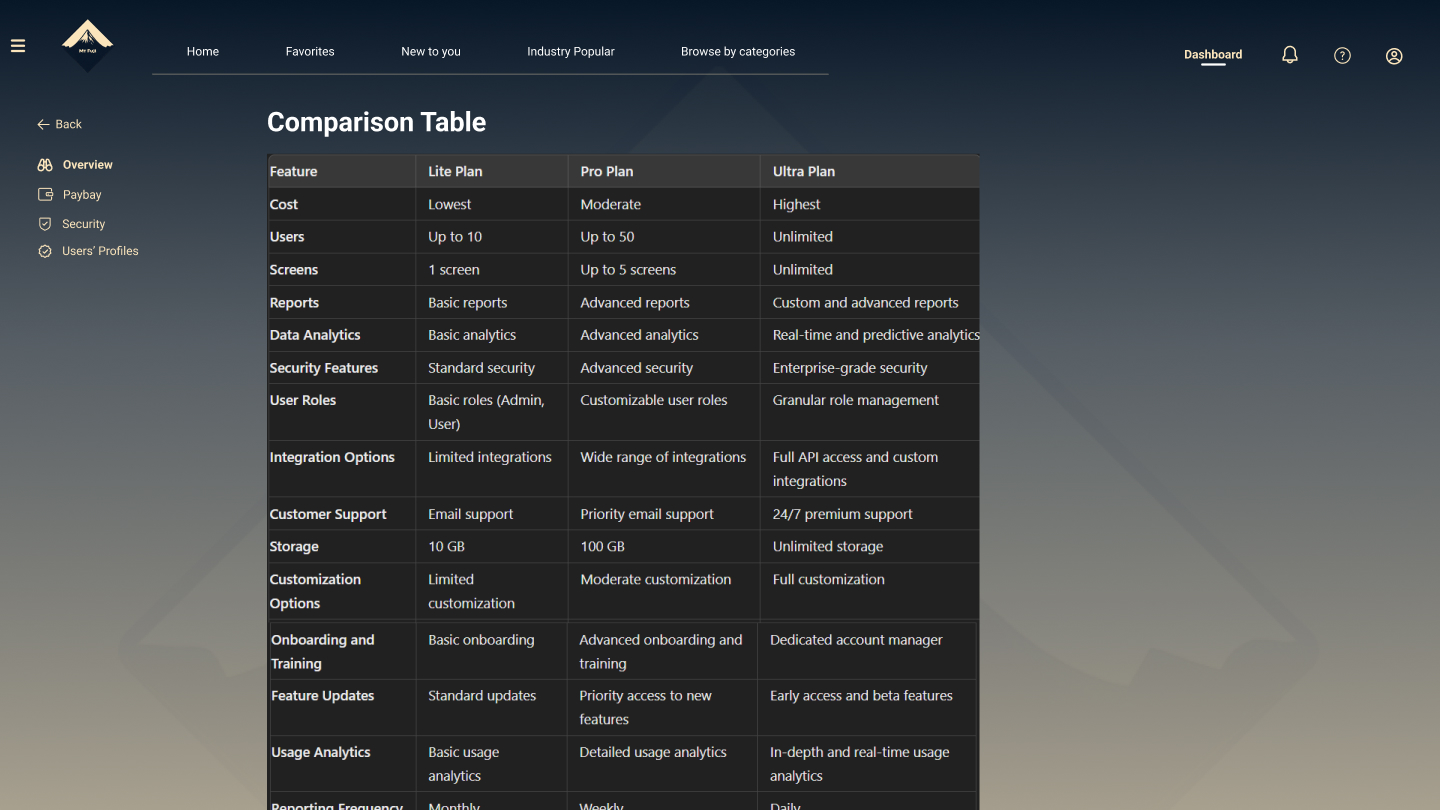 Mt Fuji
Home Favorites New to you Industry Popular Browse by categories
Dashboard
Back
Overview
Paybay
Security
Users’ Profiles
Comparison Table
Feature Lite Plan Pro Plan Ultra Plan
Cost Lowest Moderate Highest
Users Up to 10 Up to 50 Unlimited
Screens 1 screen Up to 5 screens Unlimited
Reports Basic reports Advanced reports Custom and advanced reports
Data Analytics Basic analytics Advanced analytics Real-time and predictive analytics
Security Features Standard security Advanced security Enterprise-grade security
User Roles Basic roles (Admin, Customizable user roles Granular role management
User)
Integration Options Limited integrations Wide range of integrations Full API access and custom
integrations
Customer Support Email support Priority email support 24/7 premium support
Storage 10 GB 100 GB Unlimited storage
Customization Limited Moderate customization Full customization
Options customization
Onboarding and Basic onboarding Advanced onboarding and Dedicated account manager
Training training
Feature Updates Standard updates Priority access to new Early access and beta features
features
Usage Analytics Basic usage Detailed usage analytics In-depth and real-time usage
analytics analytics
Reporting Frequency Monthly Weekly Daily